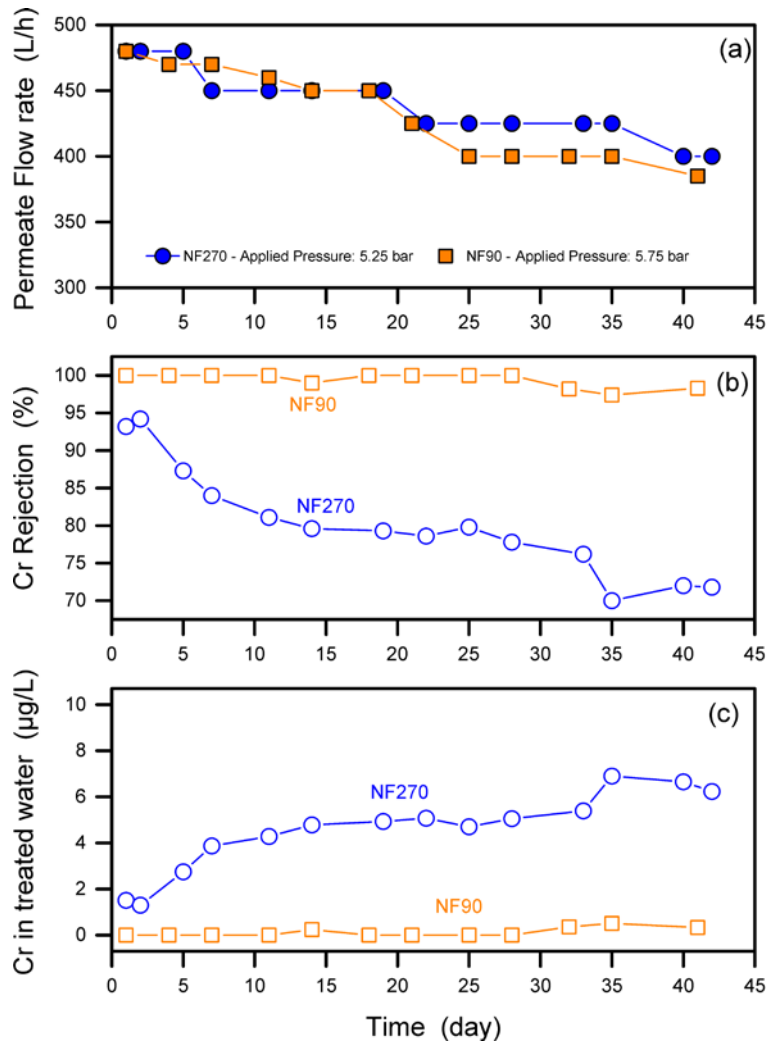 Permeate Flow rate (L/h)
500
450
400
350
300
(a)
NF270 - Applied Pressure: 5.25 bar
NF90 - Applied Pressure: 5.75 bar
0 5 10 15 20 25 30 35 40 45
Cr Rejection (%)
100
95
90
85
80
75
70
(b)
NF90
NF270
0 5 10 15 20 25 30 35 40 45
Cr in treated water (µg/L)
10
8
6
4
2
0
(c)
NF270
NF90
0 5 10 15 20 25 30 35 40 45
Time (day)